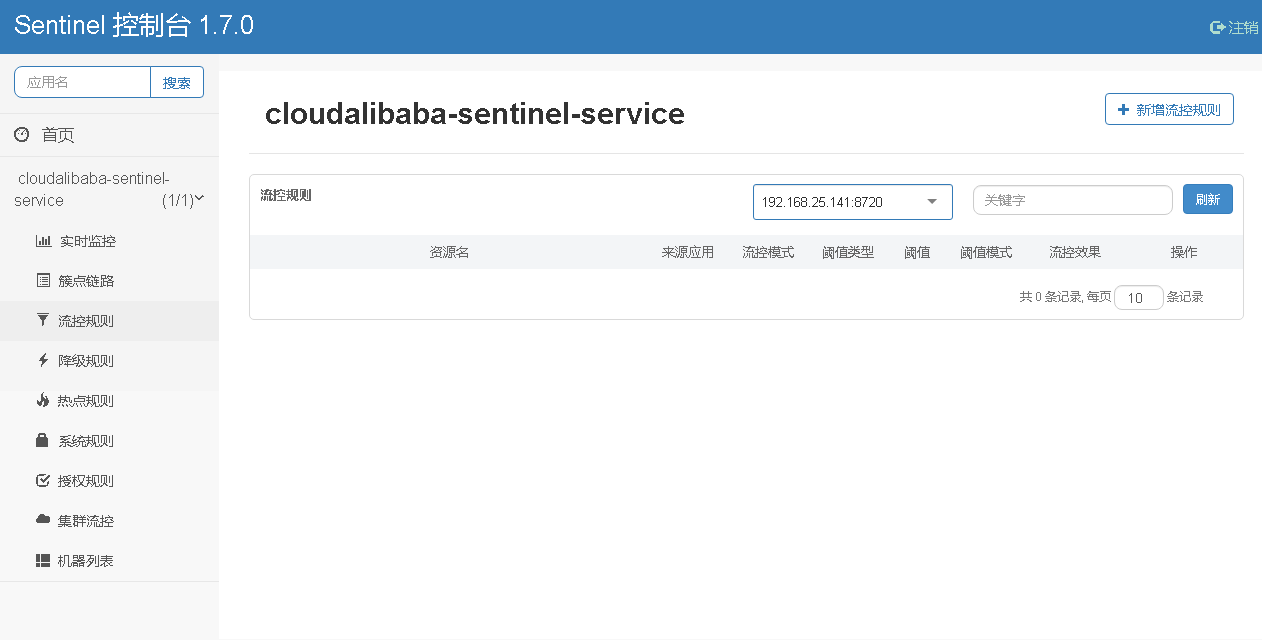 Sentinel 控制台 1.7.0
注销
应用名
搜索
首页
cloudalibaba-sentinel-
service (1/1)
实时监控
簇点链路
流控规则
降级规则
热点规则
系统规则
授权规则
集群流控
机器列表
cloudalibaba-sentinel-service
新增流控规则
流控规则
192.168.25.141:8720
关键字
刷新
资源名 来源应用 流控模式 阈值类型 阈值 阈值模式 流控效果 操作
共 0 条记录, 每页 10 条记录